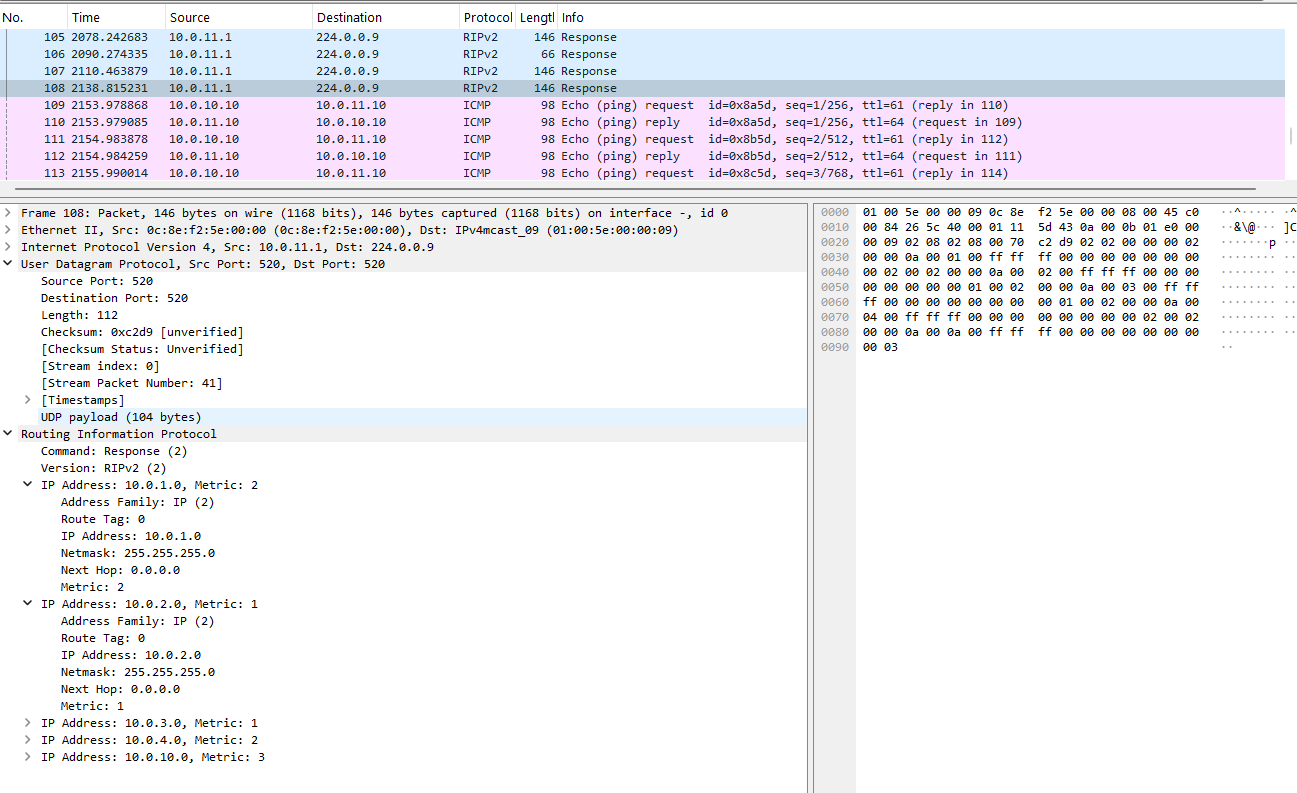 No. Time Source Destination Protocol Lengtl Info
105 2078.242683 10.0.11.1 224.0.0.9 RIPv2 146 Response
106 2090.274335 10.0.11.1 224.0.0.9 RIPv2 66 Response
107 2110.463879 10.0.11.1 224.0.0.9 RIPv2 146 Response
108 2138.815231 10.0.11.1 224.0.0.9 RIPv2 146 Response
109 2153.978868 10.0.10.10 10.0.11.10 ICMP 98 Echo (ping) request id=0x8a5d, seq=1/256, ttl=61 (reply in 110)
110 2153.979085 10.0.11.10 10.0.10.10 ICMP 98 Echo (ping) reply id=0x8a5d, seq=1/256, ttl=64 (request in 109)
111 2154.983878 10.0.10.10 10.0.11.10 ICMP 98 Echo (ping) request id=0x8b5d, seq=2/512, ttl=61 (reply in 112)
112 2154.984259 10.0.11.10 10.0.10.10 ICMP 98 Echo (ping) reply id=0x8b5d, seq=2/512, ttl=64 (request in 111)
113 2155.990014 10.0.10.10 10.0.11.10 ICMP 98 Echo (ping) request id=0x8c5d, seq=3/768, ttl=61 (reply in 114)
Frame 108: Packet, 146 bytes on wire (1168 bits), 146 bytes captured (1168 bits) on interface -, id 0
Ethernet II, Src: 0c:8e:f2:5e:00:00 (0c:8e:f2:5e:00:00), Dst: IPv4mcast_09 (01:00:5e:00:00:09)
Internet Protocol Version 4, Src: 10.0.11.1, Dst: 224.0.0.9
User Datagram Protocol, Src Port: 520, Dst Port: 520
Source Port: 520
Destination Port: 520
Length: 112
Checksum: 0xc2d9 [unverified]
[Checksum Status: Unverified]
[Stream index: 0]
[Stream Packet Number: 41]
[Timestamps]
UDP payload (104 bytes)
Routing Information Protocol
Command: Response (2)
Version: RIPv2 (2)
IP Address: 10.0.1.0, Metric: 2
Address Family: IP (2)
Route Tag: 0
IP Address: 10.0.1.0
Netmask: 255.255.255.0
Next Hop: 0.0.0.0
Metric: 2
IP Address: 10.0.2.0, Metric: 1
Address Family: IP (2)
Route Tag: 0
IP Address: 10.0.2.0
Netmask: 255.255.255.0
Next Hop: 0.0.0.0
Metric: 1
IP Address: 10.0.3.0, Metric: 1
IP Address: 10.0.4.0, Metric: 2
IP Address: 10.0.10.0, Metric: 3
0000 01 00 5e 00 00 09 0c 8e f2 5e 00 00 08 00 45 c0 ··^····· ·^
0010 00 84 26 5c 40 00 01 11 5d 43 0a 00 0b 01 e0 00 ··&\@··· ]C
0020 00 09 02 08 02 08 00 70 c2 d9 02 02 00 00 00 02 ·······p ··
0030 00 00 0a 00 01 00 ff ff ff 00 00 00 00 00 00 00 ········ ··
0040 00 02 00 02 00 00 0a 00 02 00 ff ff ff 00 00 00 ········ ··
0050 00 00 00 00 00 01 00 02 00 00 0a 00 03 00 ff ff ········ ··
0060 ff 00 00 00 00 00 00 00 00 01 00 02 00 00 0a 00 ········ ··
0070 04 00 ff ff ff 00 00 00 00 00 00 00 00 02 00 02 ········ ··
0080 00 00 0a 00 0a 00 ff ff ff 00 00 00 00 00 00 00 ········ ··
0090 00 03 ··